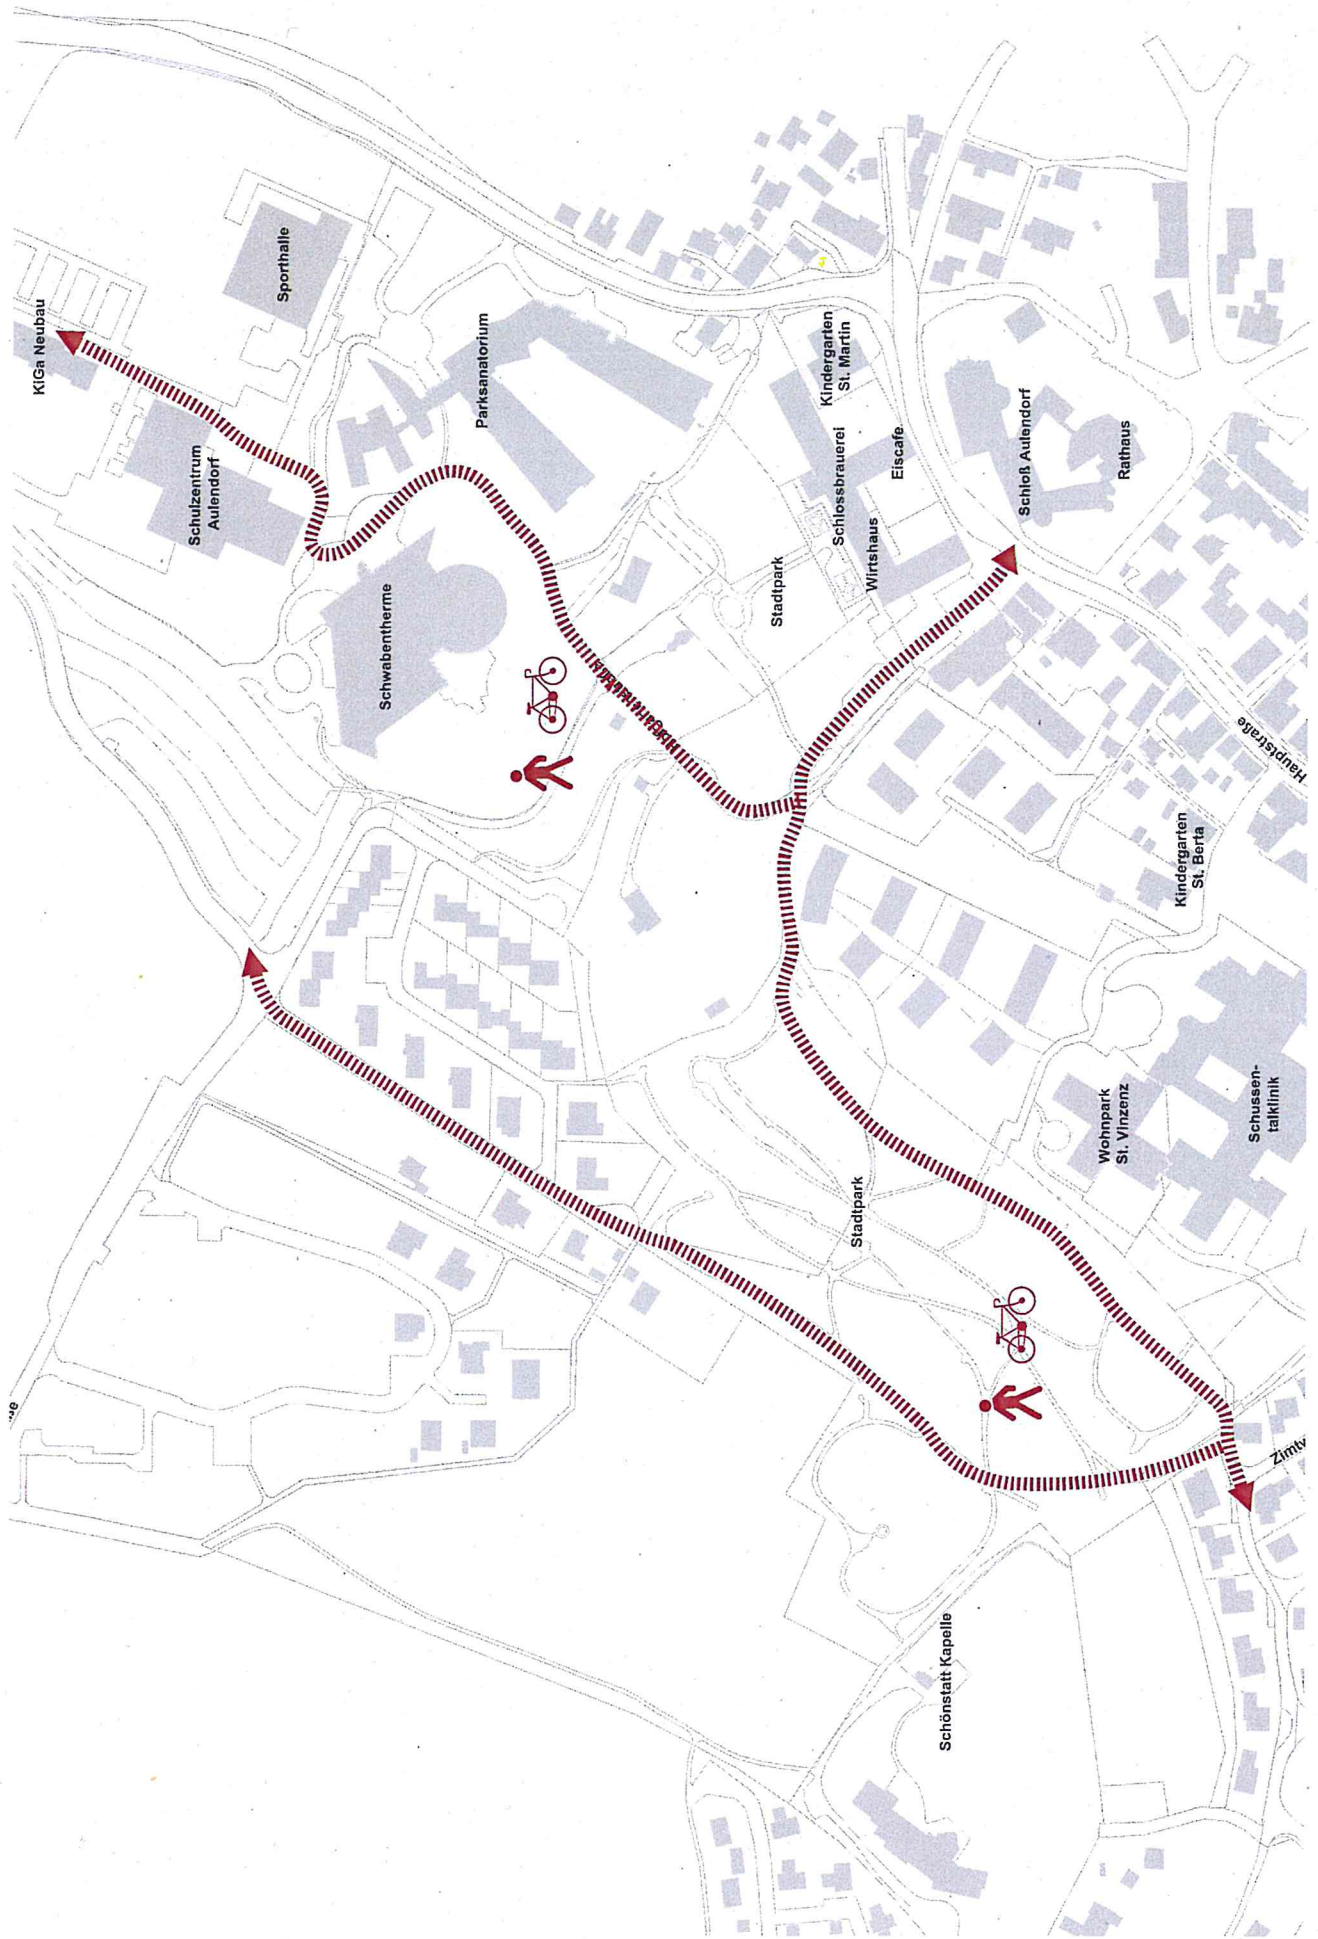 KiGa Neubau
Sporthalle
Schulzentrum
Aulendorf
Parksanatorium
Schwabentherme
Stadtpark
Kindergarten
St. Martin
Schlossbrauerei
Eiscafe
Wirtshaus
Schloß Aulendorf
Rathaus
Hauptstraße
Kindergarten
St. Berta
Wohnpark
St. Vinzenz
Schussen-
talklinik
Stadtpark
Schönstatt Kapelle
Zimtw